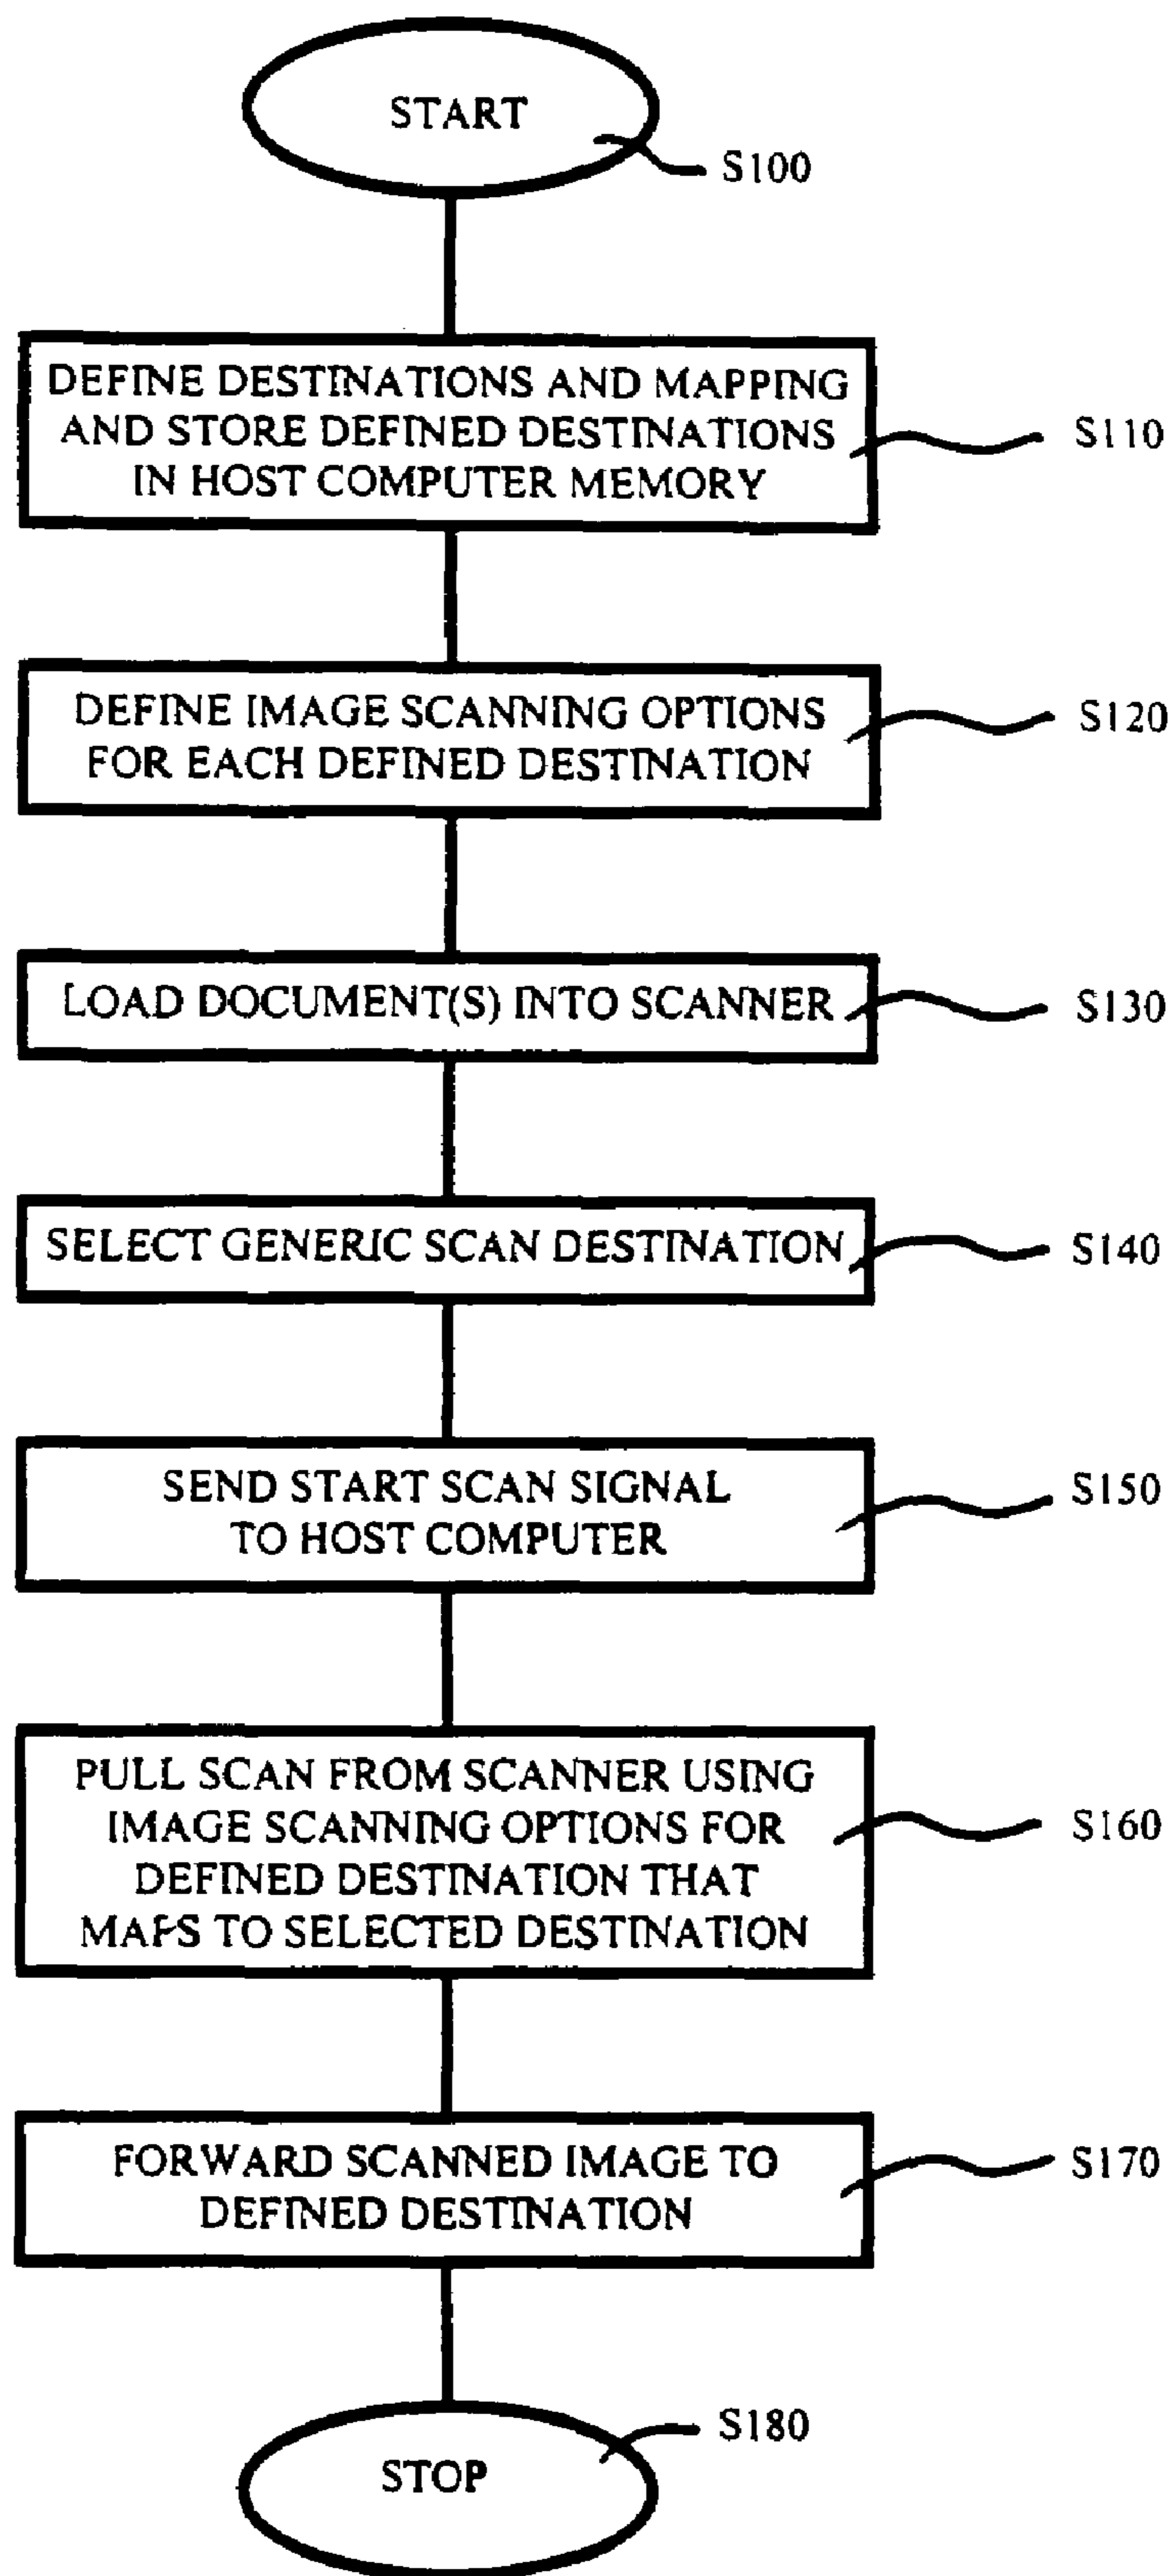 START
S100
DEFINE DESTINATIONS AND MAPPING
AND STORE DEFINED DESTINATIONS
IN HOST COMPUTER MEMORY
S110
DEFINE IMAGE SCANNING OPTIONS
FOR EACH DEFINED DESTINATION
S120
LOAD DOCUMENT(S) INTO SCANNER
S130
SELECT GENERIC SCAN DESTINATION
S140
SEND START SCAN SIGNAL
TO HOST COMPUTER
S150
PULL SCAN FROM SCANNER USING
IMAGE SCANNING OPTIONS FOR
DEFINED DESTINATION THAT
MAPS TO SELECTED DESTINATION
S160
FORWARD SCANNED IMAGE TO
DEFINED DESTINATION
S170
STOP
S180